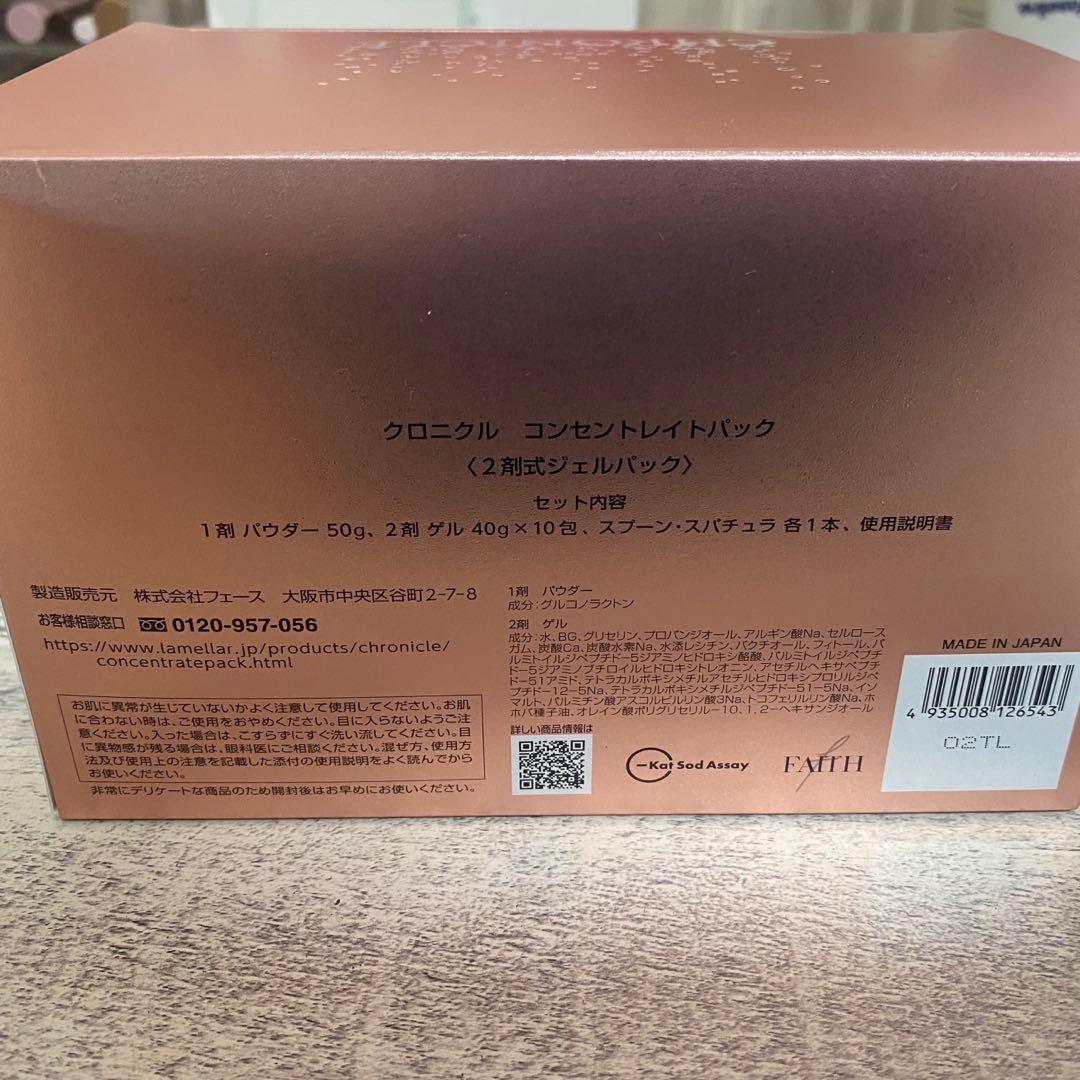 クロニクル コンセントレイトパック
〈2剤式ジェルパック〉
セット内容
1剤 パウダー 50g、2剤 ゲル 40g×10包、スプーン・スパチュラ 各1本、使用説明書
製造販売元 株式会社フェース 大阪市中央区谷町2-7-8
お客様相談窓口 0120-957-056
https://www.lamellar.jp/products/chronicle/
concentratepack.html
お肌に異常が生じていないかよく注意して使用してください。お肌
に合わない時は、ご使用をおやめください。目に入らないようご注
意ください。入った場合は、こすらずにすぐ洗い流してください。目
に異物感が残る場合は、眼科医にご相談ください。混ぜ方、使用方
法及び使用上の注意を記載した添付の使用説明をよく読んでから
お使いください。
非常にデリケートな商品のため開封後はお早めにお使いください。
1剤 パウダー
成分:グルコノラクトン
2剤 ゲル
成分:水、BG、グリセリン、プロパンジオール、アルギン酸Na、セルロース
ガム、炭酸Ca、炭酸水素Na、水添レシチン、バクチオール、フィトール、パ
ルミトイルジペプチド-5ジアミノヒドロキシ酪酸、パルミトイルジペプチ
ド-5ジアミノブチロイルヒドロキシトレオニン、アセチルヘキサペプチ
ド-51アミド、テトラカルボキシメチルアセチルヒドロキシプロリルジペ
プチド-12-5Na、テトラカルボキシメチルジペプチド-51-5Na、イソ
マルト、パルミチン酸アスコルビルリン酸3Na、トコフェリルリン酸Na、ホ
ホバ種子油、オレイン酸ポリグリセリル-10、1,2-ヘキサンジオール
詳しい商品情報は
Kat Sod Assay
FAITH
MADE IN JAPAN
4 935008 126543
02TL